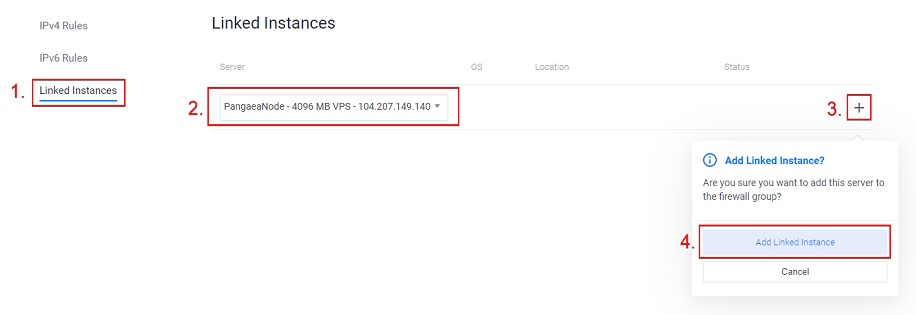 IPv4 Rules
IPv6 Rules
1. Linked Instances
Linked Instances
Server OS Location Status
2. PangaeaNode - 4096 MB VPS - 104.207.149.140
3. +
Add Linked Instance?
Are you sure you want to add this server to
the firewall group?
4. Add Linked Instance
Cancel